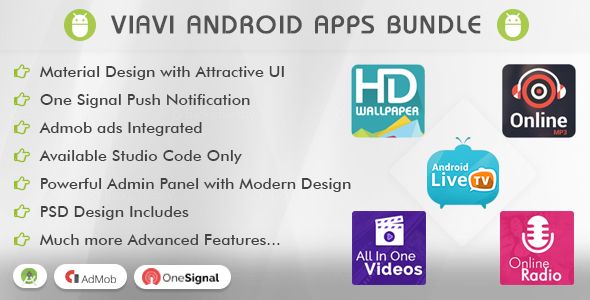 VIAVI ANDROID APPS BUNDLE
Material Design with Attractive UI
One Signal Push Notification
Admob ads Integrated
Available Studio Code Only
Powerful Admin Panel with Modern Design
PSD Design Includes
Much more Advanced Features...
AdMob
OneSignal
HD
WALLPAPER
Online
MP3
Android
Live TV
All In One
Videos
Online
Radio